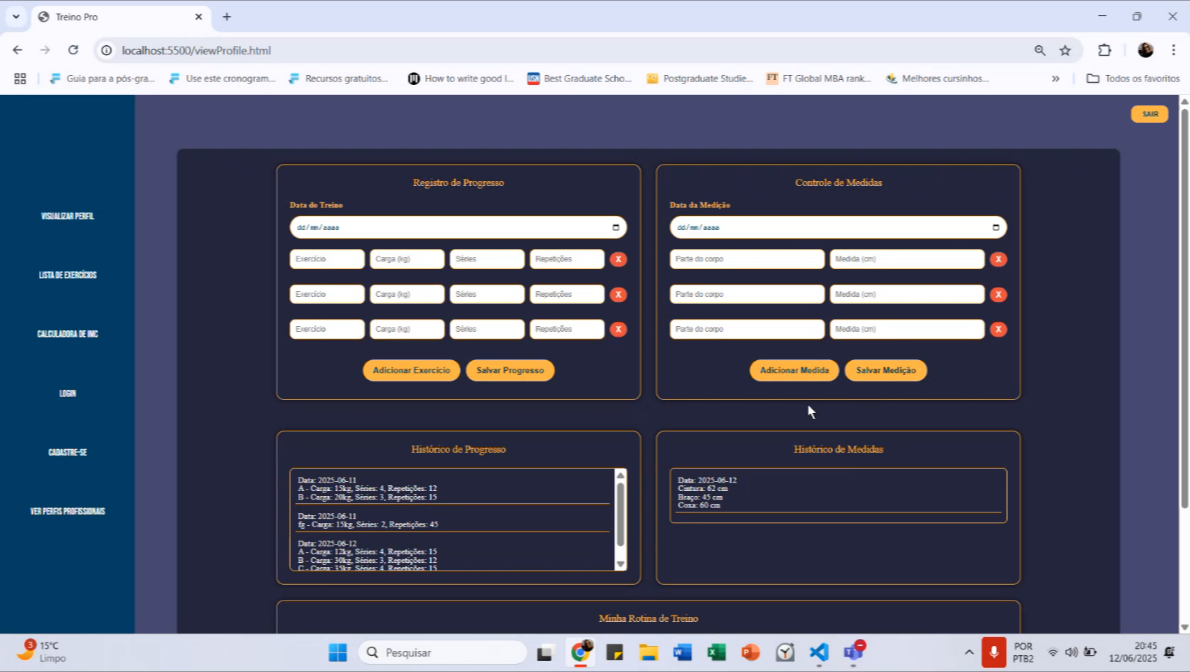 Treino Pro
localhost:5500/viewProfile.html
Guia para a pós-gra...
Use este cronogram...
Recursos gratuitos...
How to write good l...
Best Graduate Scho...
Postgraduate Studie...
FT Global MBA rank...
Melhores cursinhos...
Todos os favoritos
SAIR
VISUALIZAR PERFIL
LISTA DE EXERCÍCIOS
CALCULADORA DE IMC
LOGIN
CADASTRE-SE
VER PERFIS PROFISSIONAIS
Registro de Progresso
Data do Treino
dd/mm/aaaa
Exercício Carga (kg) Séries Repetições X
Exercício Carga (kg) Séries Repetições X
Exercício Carga (kg) Séries Repetições X
Adicionar Exercício Salvar Progresso
Controle de Medidas
Data da Medição
dd/mm/aaaa
Parte do corpo Medida (cm) X
Parte do corpo Medida (cm) X
Parte do corpo Medida (cm) X
Adicionar Medida Salvar Medição
Histórico de Progresso
Data: 2025-06-11
A - Carga: 15kg, Séries: 4, Repetições: 12
B - Carga: 20kg, Séries: 3, Repetições: 15
Data: 2025-06-11
fg - Carga: 15kg, Séries: 2, Repetições: 45
Data: 2025-06-12
A - Carga: 12kg, Séries: 4, Repetições: 15
B - Carga: 30kg, Séries: 3, Repetições: 12
C - Carga: 35kg, Séries: 4, Repetições: 15
Histórico de Medidas
Data: 2025-06-12
Cintura: 62 cm
Braço: 45 cm
Coxa: 60 cm
Minha Rotina de Treino
3
15°C
Limpo
Pesquisar
POR
PTB2
20:45
12/06/2025